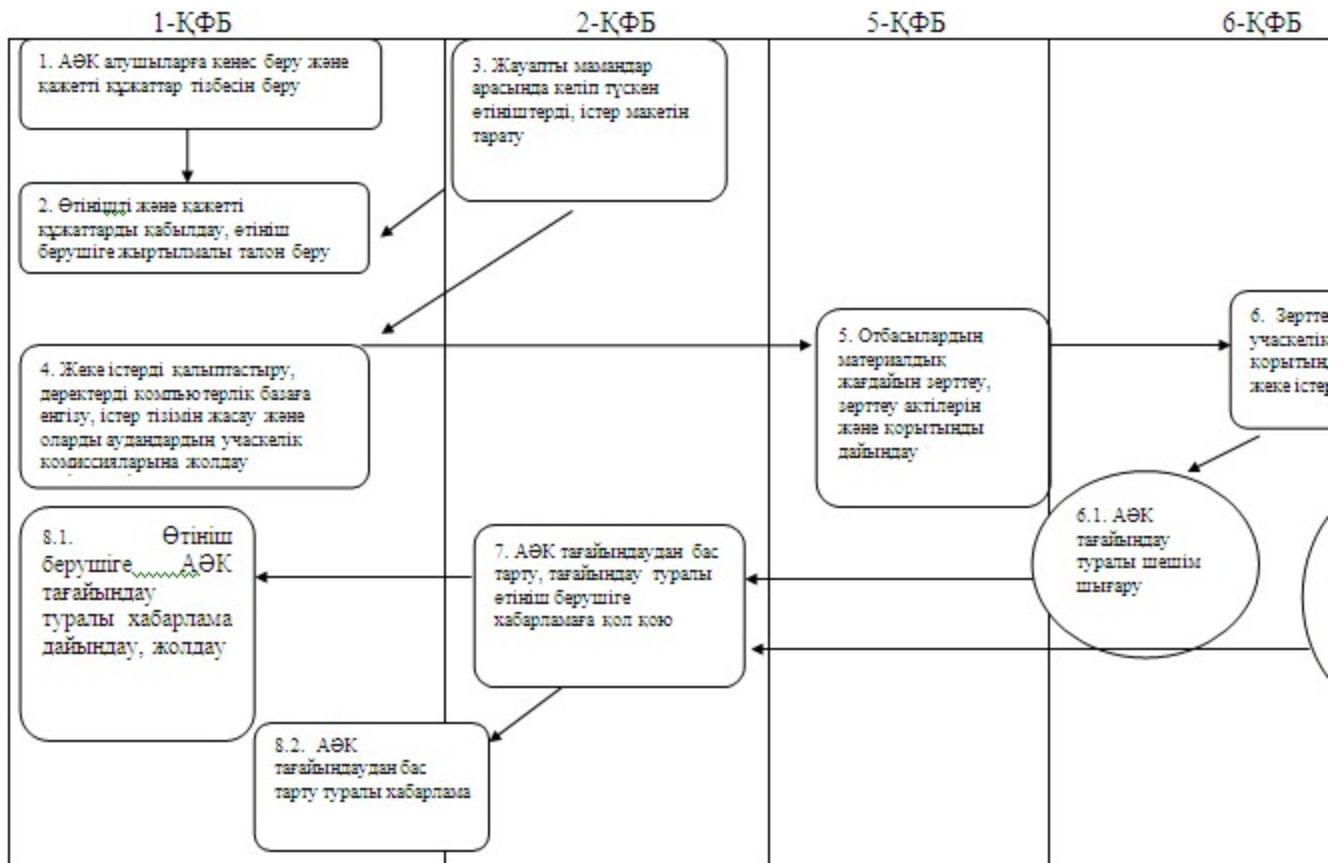 1-ҚФБ
2-ҚФБ
5-ҚФБ
6-ҚФБ
1. АӘК алушыларға кенес беру және
қажетті құжаттар тізбесін беру
3. Жауапты мамандар
арасында келіп түскен
өтініштерді, істер макетін
тарату
2. Өтінішті және қажетті
құжаттарды қабылдау, өтініш
берушіге жыртылмалы талон беру
4. Жеке істерді қалыптастыру,
деректерді компьютерлік базаға
енгізу, істер тізімін жасау және
оларды аудандардың учаскелік
комиссияларына жолдау
5. Отбасылардың
материалдық
жағдайын зерттеу,
зерттеу актілерін
және қорытынды
дайындау
6. Зертте
учаскелік
қорытынд
жеке істер
6.1. АӘК
тағайындау
туралы шешім
шығару
7. АӘК тағайындаудан бас
тарту, тағайындау туралы
өтініш берушіге
хабарламаға қол қою
8.1. Өтініш
берушіге АӘК
тағайындау
туралы хабарлама
дайындау, жолдау
8.2. АӘК
тағайындаудан бас
тарту туралы хабарлама